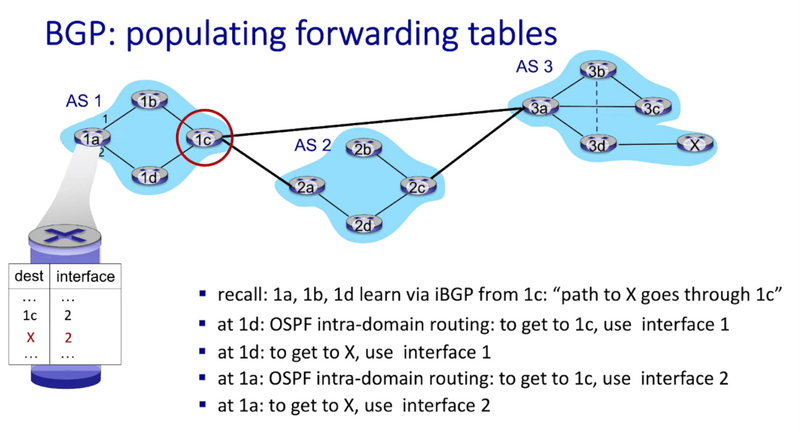 BGP: populating forwarding tables
AS 3
3b
AS 1
1b
3a
3c
1
1a
1c
2
AS 2
2b
3d
X
1d
2a
2c
2d
dest interface
... ...
1c 2
X 2
... ...
▪ recall: 1a, 1b, 1d learn via iBGP from 1c: “path to X goes through 1c”
▪ at 1d: OSPF intra-domain routing: to get to 1c, use interface 1
▪ at 1d: to get to X, use interface 1
▪ at 1a: OSPF intra-domain routing: to get to 1c, use interface 2
▪ at 1a: to get to X, use interface 2